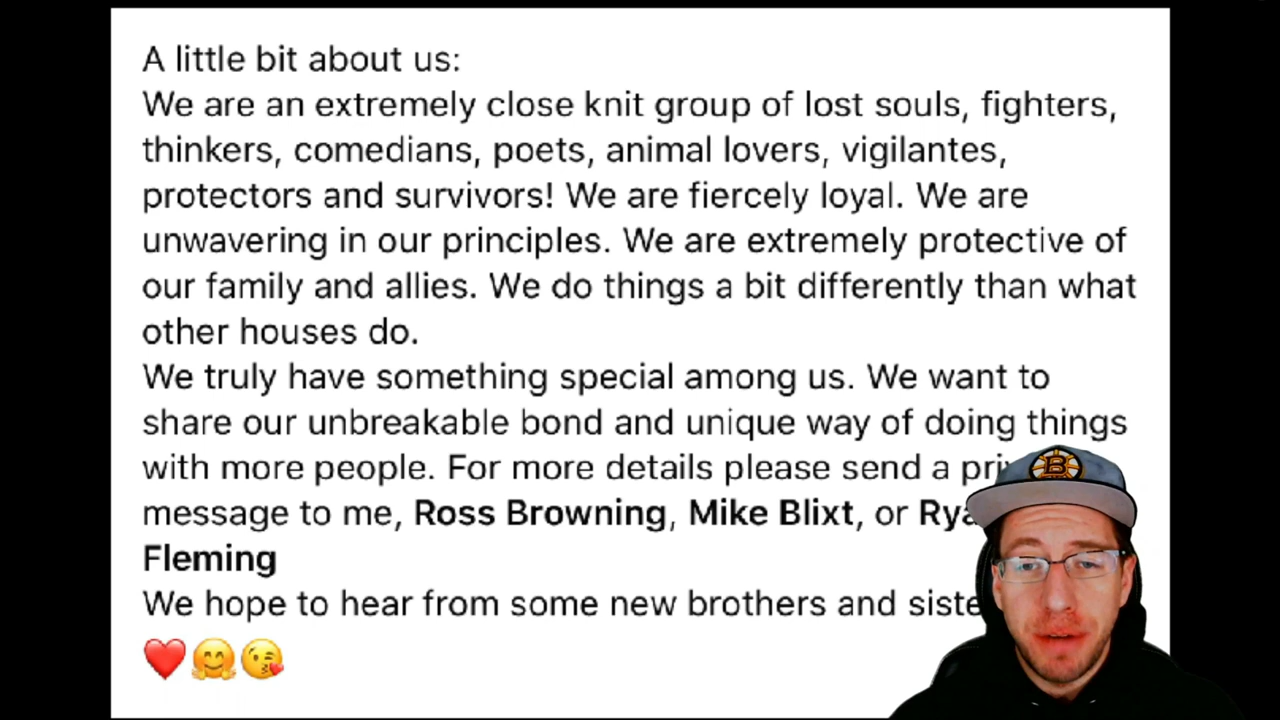 A little bit about us:
We are an extremely close knit group of lost souls, fighters,
thinkers, comedians, poets, animal lovers, vigilantes,
protectors and survivors! We are fiercely loyal. We are
unwavering in our principles. We are extremely protective of
our family and allies. We do things a bit differently than what
other houses do.
We truly have something special among us. We want to
share our unbreakable bond and unique way of doing things
with more people. For more details please send a
message to me, Ross Browning, Mike Blixt, or
Fleming
We hope to hear from some new brothers and
❤️🤗😘
B